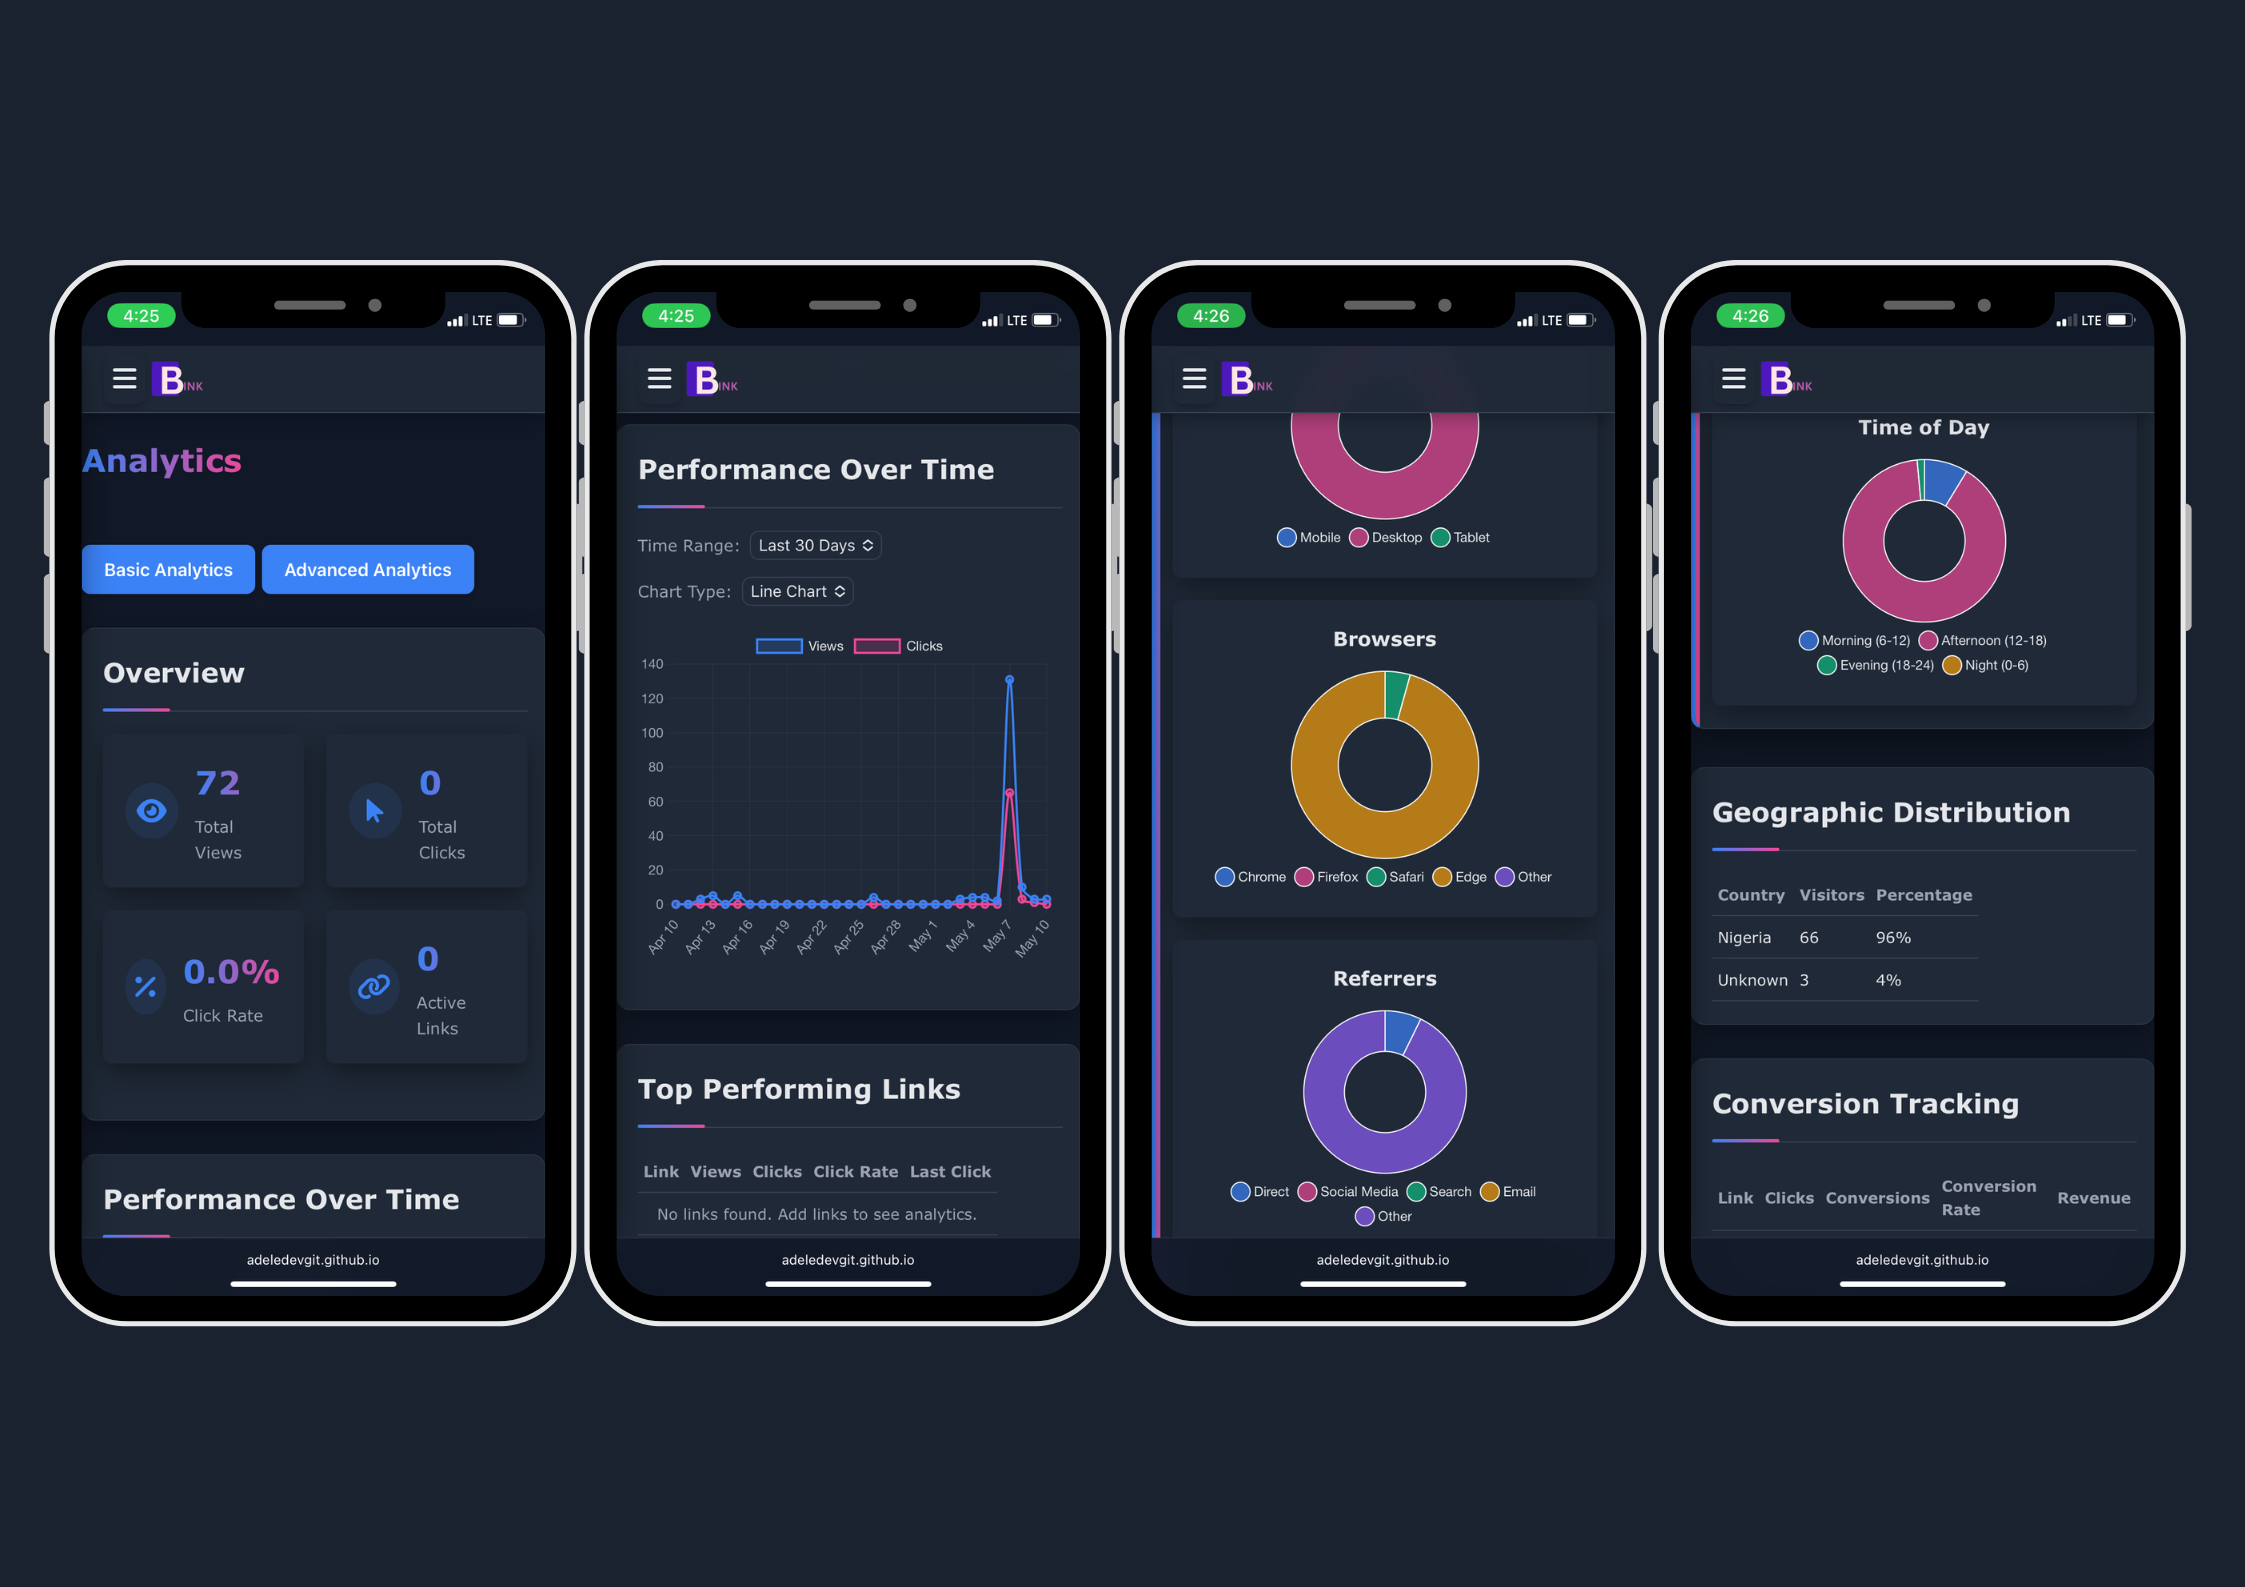 4:25
LTE
BINK
Analytics
Basic Analytics
Advanced Analytics
Overview
72
Total
Views
0
Total
Clicks
0.0%
Click Rate
0
Active
Links
Performance Over Time
adeledevgit.github.io
4:25
LTE
BINK
Performance Over Time
Time Range: Last 30 Days
Chart Type: Line Chart
Views Clicks
140
120
100
80
60
40
20
0
Apr 10 Apr 13 Apr 16 Apr 19 Apr 22 Apr 25 Apr 28 May 1 May 4 May 7 May 10
Top Performing Links
Link Views Clicks Click Rate Last Click
No links found. Add links to see analytics.
adeledevgit.github.io
4:26
LTE
BINK
Mobile Desktop Tablet
Browsers
Chrome Firefox Safari Edge Other
Referrers
Direct Social Media Search Email
Other
adeledevgit.github.io
4:26
LTE
BINK
Time of Day
Morning (6-12) Afternoon (12-18)
Evening (18-24) Night (0-6)
Geographic Distribution
Country Visitors Percentage
Nigeria 66 96%
Unknown 3 4%
Conversion Tracking
Link Clicks Conversions Conversion Rate Revenue
adeledevgit.github.io